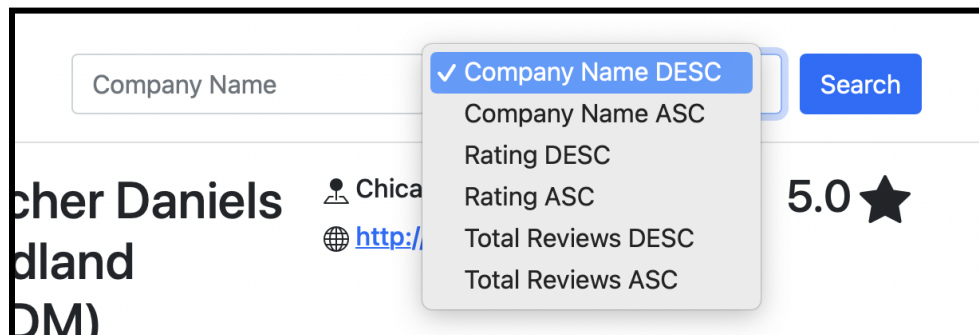 Company Name
Company Name DESC
Search
Company Name ASC
Rating DESC
Rating ASC
Total Reviews DESC
Total Reviews ASC
cher Daniels
dland
DM)
Chica
http:/
5.0